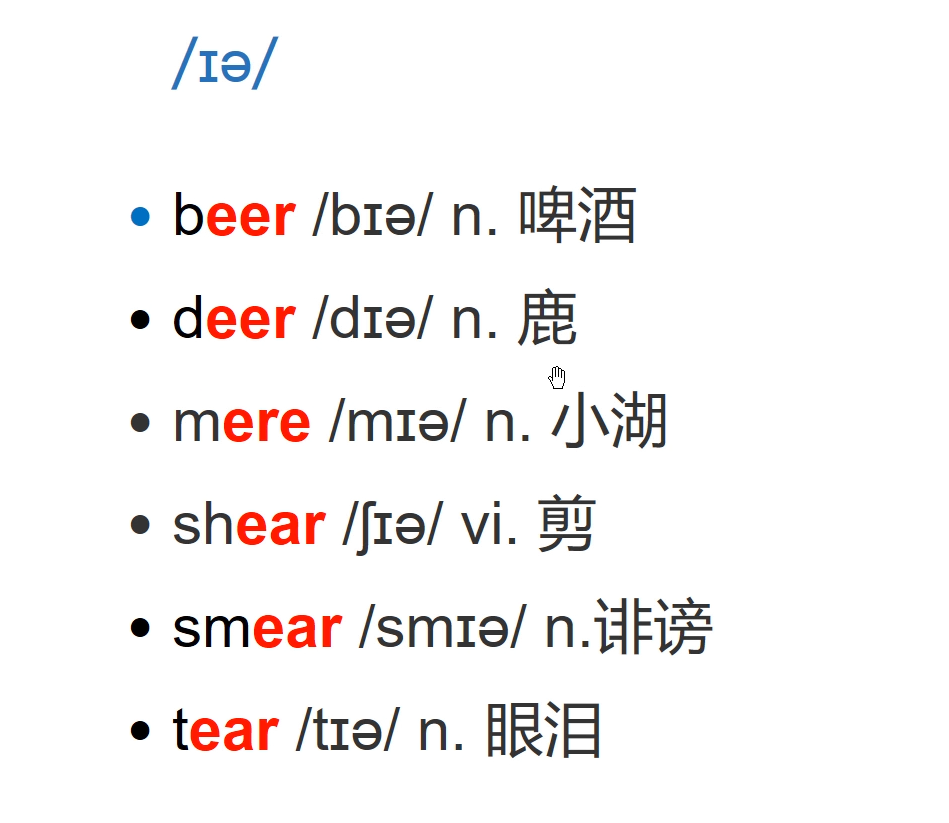 /ɪə/
• beer /bɪə/ n. 啤酒
• deer /dɪə/ n. 鹿
• mere /mɪə/ n. 小湖
• shear /ʃɪə/ vi. 剪
• smear /smɪə/ n.诽谤
• tear /tɪə/ n. 眼泪